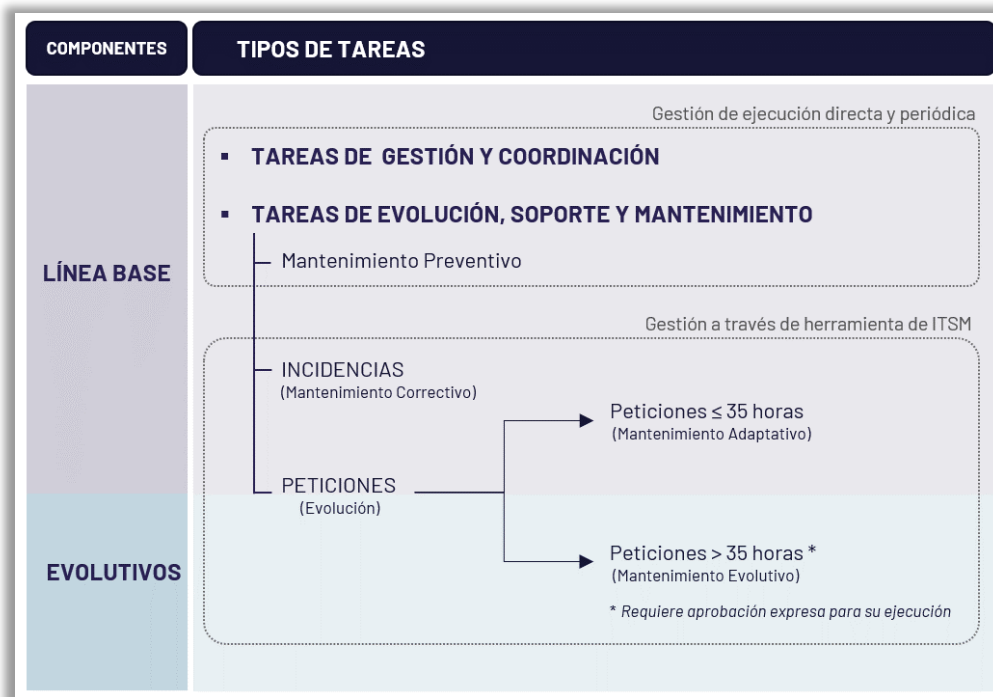 COMPONENTES
TIPOS DE TAREAS
Gestión de ejecución directa y periódica
▪ TAREAS DE GESTIÓN Y COORDINACIÓN
▪ TAREAS DE EVOLUCIÓN, SOPORTE Y MANTENIMIENTO
Mantenimiento Preventivo
LÍNEA BASE
Gestión a través de herramienta de ITSM
INCIDENCIAS
(Mantenimiento Correctivo)
Peticiones ≤ 35 horas
(Mantenimiento Adaptativo)
PETICIONES
(Evolución)
EVOLUTIVOS
Peticiones > 35 horas *
(Mantenimiento Evolutivo)
* Requiere aprobación expresa para su ejecución